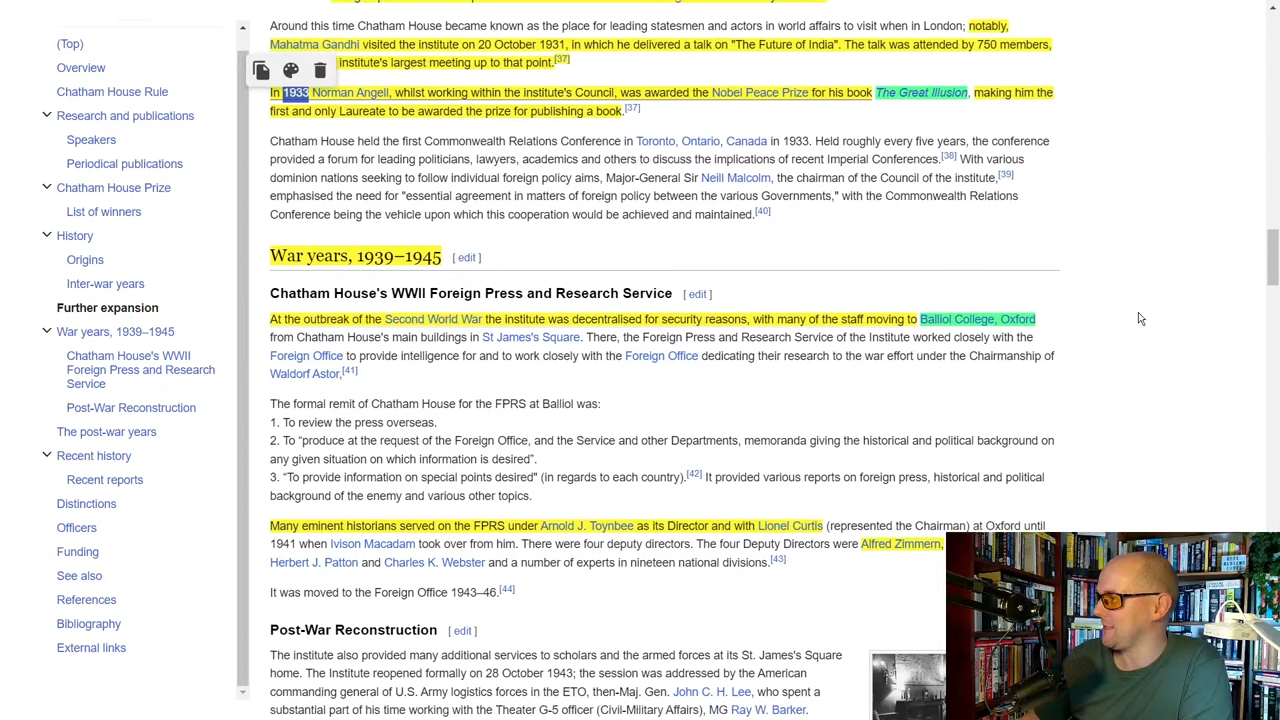 (Top)
Overview
Chatham House Rule
Research and publications
Speakers
Periodical publications
Chatham House Prize
List of winners
History
Origins
Inter-war years
Further expansion
War years, 1939–1945
Chatham House's WWII
Foreign Press and Research
Service
Post-War Reconstruction
The post-war years
Recent history
Recent reports
Distinctions
Officers
Funding
See also
References
Bibliography
External links
Around this time Chatham House became known as the place for leading statesmen and actors in world affairs to visit when in London; notably,
Mahatma Gandhi visited the institute on 20 October 1931, in which he delivered a talk on "The Future of India". The talk was attended by 750 members,
institute's largest meeting up to that point.[37]
In 1933 Norman Angell, whilst working within the institute's Council, was awarded the Nobel Peace Prize for his book The Great Illusion, making him the
first and only Laureate to be awarded the prize for publishing a book.[37]
Chatham House held the first Commonwealth Relations Conference in Toronto, Ontario, Canada in 1933. Held roughly every five years, the conference
provided a forum for leading politicians, lawyers, academics and others to discuss the implications of recent Imperial Conferences.[38] With various
dominion nations seeking to follow individual foreign policy aims, Major-General Sir Neill Malcolm, the chairman of the Council of the institute,[39]
emphasised the need for "essential agreement in matters of foreign policy between the various Governments," with the Commonwealth Relations
Conference being the vehicle upon which this cooperation would be achieved and maintained.[40]
War years, 1939–1945 [ edit ]
Chatham House's WWII Foreign Press and Research Service [ edit ]
At the outbreak of the Second World War the institute was decentralised for security reasons, with many of the staff moving to Balliol College, Oxford
from Chatham House's main buildings in St James's Square. There, the Foreign Press and Research Service of the Institute worked closely with the
Foreign Office to provide intelligence for and to work closely with the Foreign Office dedicating their research to the war effort under the Chairmanship of
Waldorf Astor,[41]
The formal remit of Chatham House for the FPRS at Balliol was:
1. To review the press overseas.
2. To “produce at the request of the Foreign Office, and the Service and other Departments, memoranda giving the historical and political background on
any given situation on which information is desired”.
3. “To provide information on special points desired" (in regards to each country).[42] It provided various reports on foreign press, historical and political
background of the enemy and various other topics.
Many eminent historians served on the FPRS under Arnold J. Toynbee as its Director and with Lionel Curtis (represented the Chairman) at Oxford until
1941 when Ivison Macadam took over from him. There were four deputy directors. The four Deputy Directors were Alfred Zimmern,
Herbert J. Patton and Charles K. Webster and a number of experts in nineteen national divisions.[43]
It was moved to the Foreign Office 1943–46.[44]
Post-War Reconstruction [ edit ]
The institute also provided many additional services to scholars and the armed forces at its St. James's Square
home. The Institute reopened formally on 28 October 1943; the session was addressed by the American
commanding general of U.S. Army logistics forces in the ETO, then-Maj. Gen. John C. H. Lee, who spent a
substantial part of his time working with the Theater G-5 officer (Civil-Military Affairs), MG Ray W. Barker.